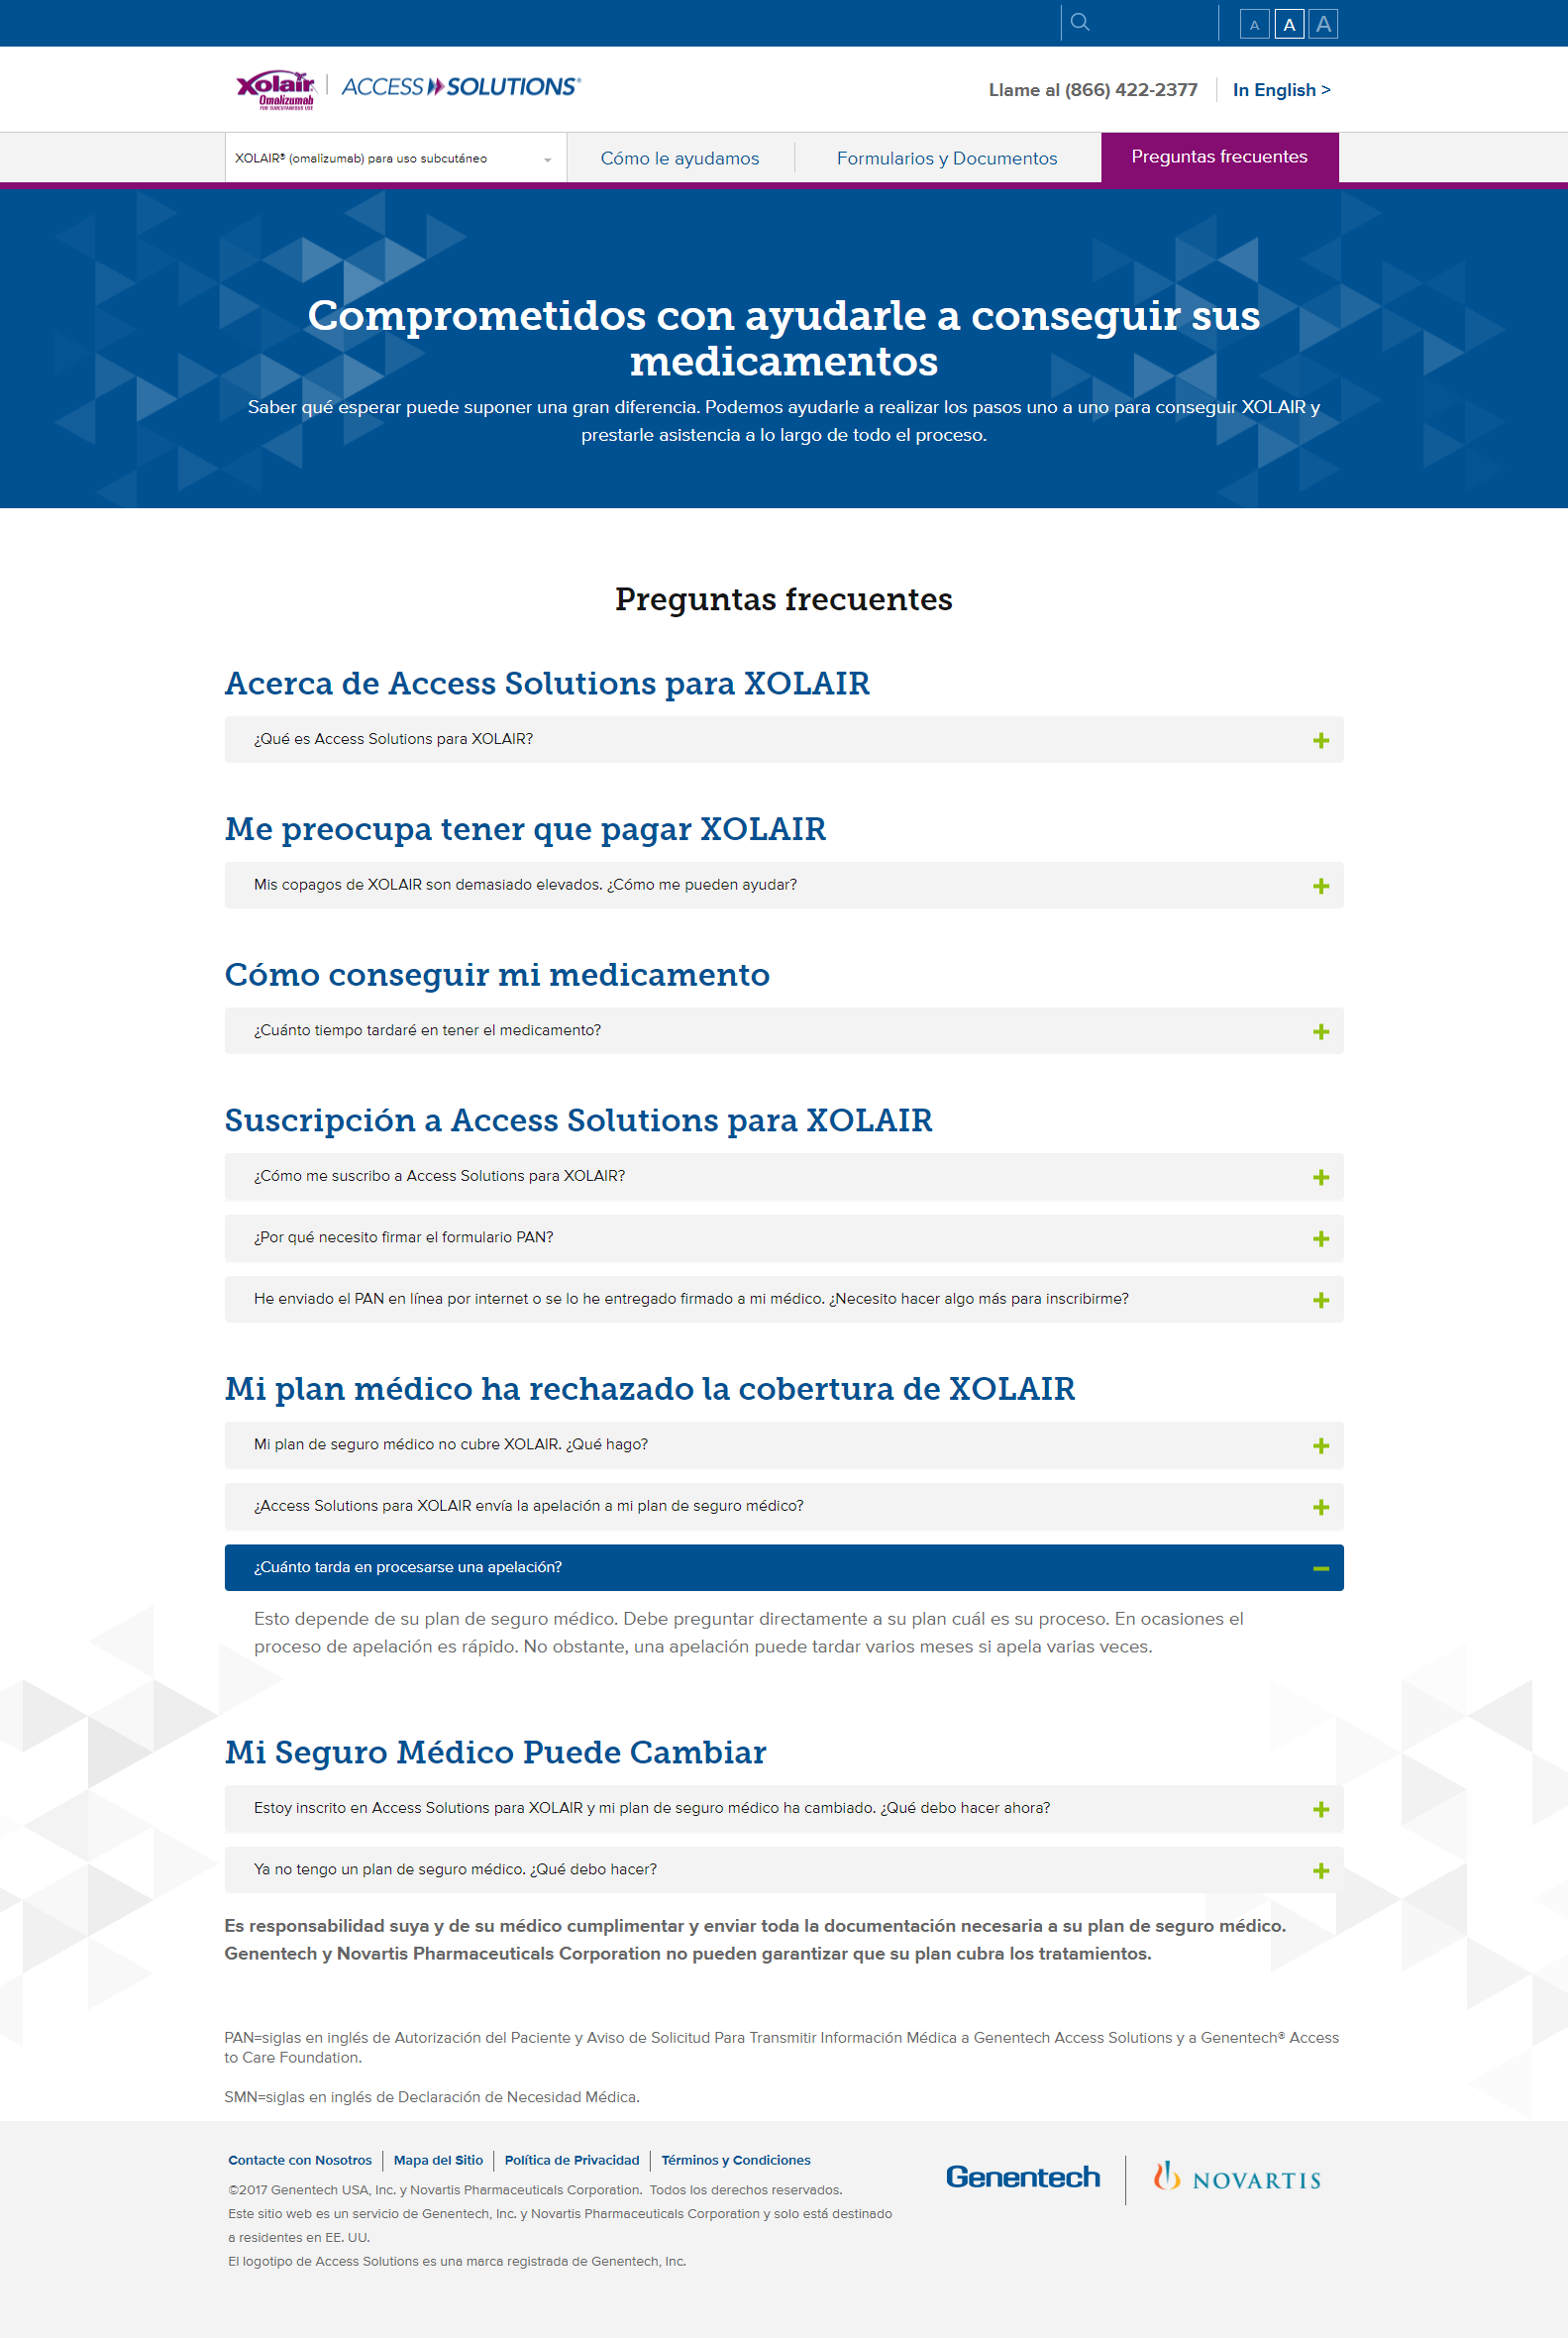 A A A
Xolair
Omalizumab
FOR SUBCUTANEOUS USE
ACCESS SOLUTIONS®
Llame al (866) 422-2377
In English >
XOLAIR® (omalizumab) para uso subcutáneo
Cómo le ayudamos
Formularios y Documentos
Preguntas frecuentes
Comprometidos con ayudarle a conseguir sus
medicamentos
Saber qué esperar puede suponer una gran diferencia. Podemos ayudarle a realizar los pasos uno a uno para conseguir XOLAIR y
prestarle asistencia a lo largo de todo el proceso.
Preguntas frecuentes
Acerca de Access Solutions para XOLAIR
¿Qué es Access Solutions para XOLAIR?
Me preocupa tener que pagar XOLAIR
Mis copagos de XOLAIR son demasiado elevados. ¿Cómo me pueden ayudar?
Cómo conseguir mi medicamento
¿Cuánto tiempo tardaré en tener el medicamento?
Suscripción a Access Solutions para XOLAIR
¿Cómo me suscribo a Access Solutions para XOLAIR?
¿Por qué necesito firmar el formulario PAN?
He enviado el PAN en línea por internet o se lo he entregado firmado a mi médico. ¿Necesito hacer algo más para inscribirme?
Mi plan médico ha rechazado la cobertura de XOLAIR
Mi plan de seguro médico no cubre XOLAIR. ¿Qué hago?
¿Access Solutions para XOLAIR envía la apelación a mi plan de seguro médico?
¿Cuánto tarda en procesarse una apelación?
Esto depende de su plan de seguro médico. Debe preguntar directamente a su plan cuál es su proceso. En ocasiones el
proceso de apelación es rápido. No obstante, una apelación puede tardar varios meses si apela varias veces.
Mi Seguro Médico Puede Cambiar
Estoy inscrito en Access Solutions para XOLAIR y mi plan de seguro médico ha cambiado. ¿Qué debo hacer ahora?
Ya no tengo un plan de seguro médico. ¿Qué debo hacer?
Es responsabilidad suya y de su médico cumplimentar y enviar toda la documentación necesaria a su plan de seguro médico.
Genentech y Novartis Pharmaceuticals Corporation no pueden garantizar que su plan cubra los tratamientos.
PAN=siglas en inglés de Autorización del Paciente y Aviso de Solicitud Para Transmitir Información Médica a Genentech Access Solutions y a Genentech® Access
to Care Foundation.
SMN=siglas en inglés de Declaración de Necesidad Médica.
Contacte con Nosotros
Mapa del Sitio
Política de Privacidad
Términos y Condiciones
©2017 Genentech USA, Inc. y Novartis Pharmaceuticals Corporation. Todos los derechos reservados.
Este sitio web es un servicio de Genentech, Inc. y Novartis Pharmaceuticals Corporation y solo está destinado
a residentes en EE. UU.
El logotipo de Access Solutions es una marca registrada de Genentech, Inc.
Genentech
NOVARTIS